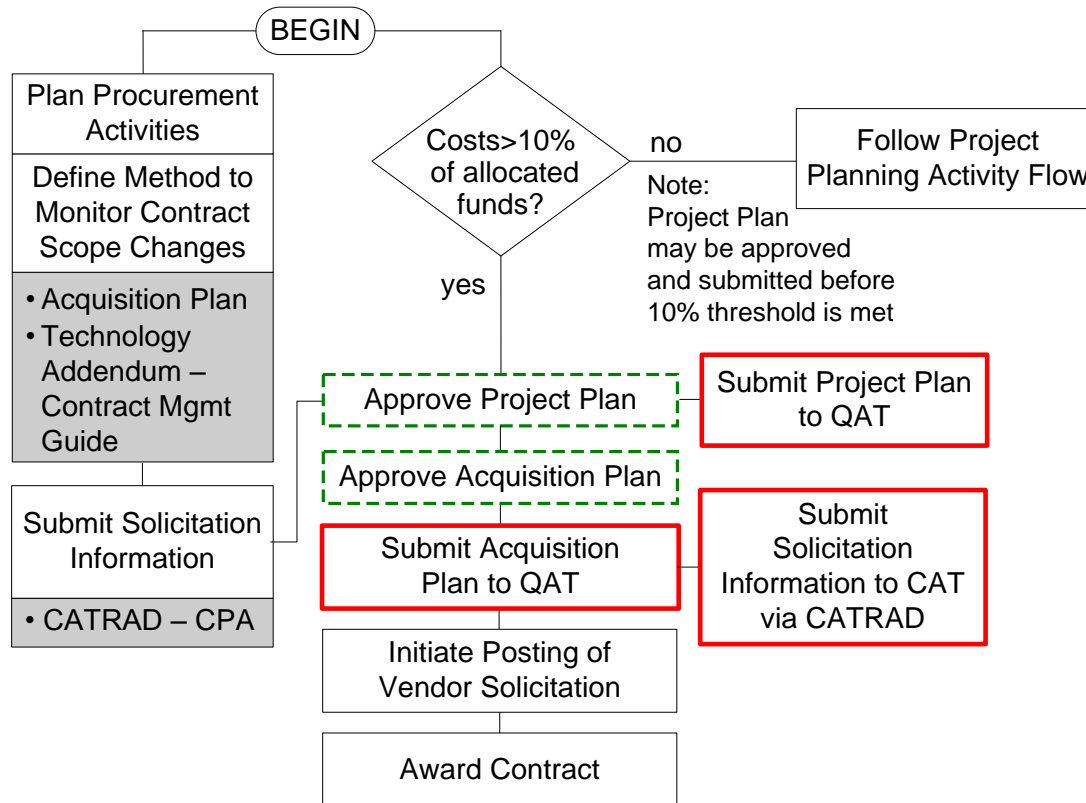 BEGIN
Plan Procurement
Activities
Define Method to
Monitor Contract
Scope Changes
• Acquisition Plan
• Technology
Addendum –
Contract Mgmt
Guide
Submit Solicitation
Information
• CATRAD – CPA
Costs>10%
of allocated
funds?
no
Note:
Project Plan
may be approved
and submitted before
10% threshold is met
Follow Project
Planning Activity Flow
yes
Approve Project Plan
Submit Project Plan
to QAT
Approve Acquisition Plan
Submit Acquisition
Plan to QAT
Submit
Solicitation
Information to CAT
via CATRAD
Initiate Posting of
Vendor Solicitation
Award Contract